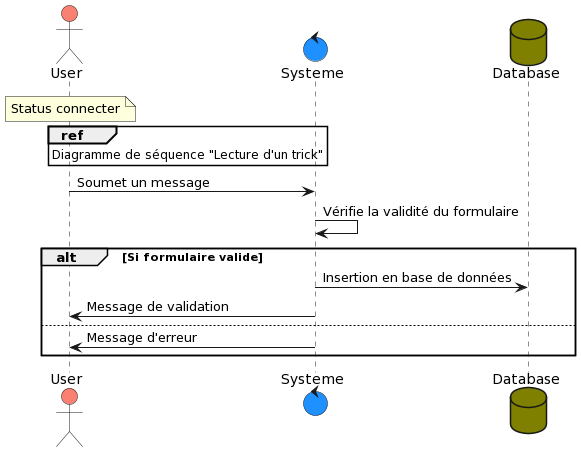 User
Systeme
Database
Status connecter
ref
Diagramme de séquence "Lecture d'un trick"
Soumet un message
Vérifie la validité du formulaire
alt [Si formulaire valide]
Insertion en base de données
Message de validation
Message d'erreur
User
Systeme
Database